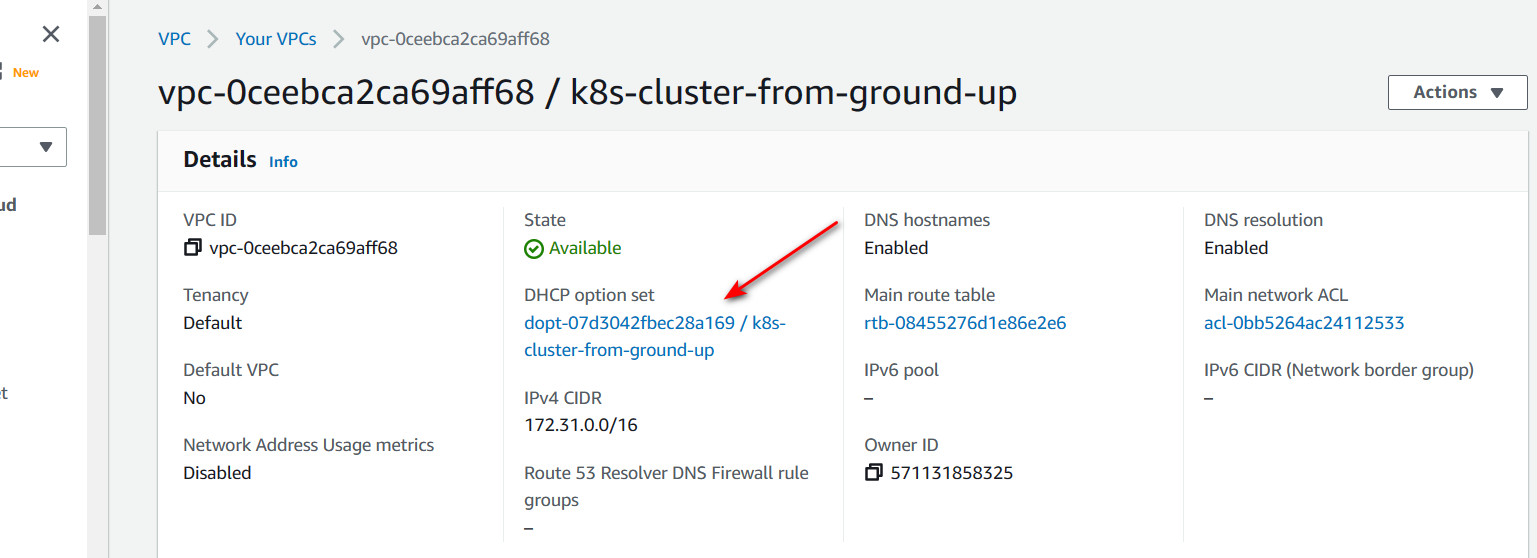 New
ud
et
VPC
Your VPCs
vpc-0ceebca2ca69aff68
vpc-0ceebca2ca69aff68 / k8s-cluster-from-ground-up
Actions
Details Info
VPC ID
vpc-0ceebca2ca69aff68
State
Available
DNS hostnames
Enabled
DNS resolution
Enabled
Tenancy
Default
DHCP option set
dopt-07d3042fbec28a169 / k8s-
cluster-from-ground-up
Main route table
rtb-08455276d1e86e2e6
Main network ACL
acl-0bb5264ac24112533
Default VPC
No
IPv4 CIDR
172.31.0.0/16
IPv6 pool
–
IPv6 CIDR (Network border group)
–
Network Address Usage metrics
Disabled
Route 53 Resolver DNS Firewall rule
groups
–
Owner ID
571131858325